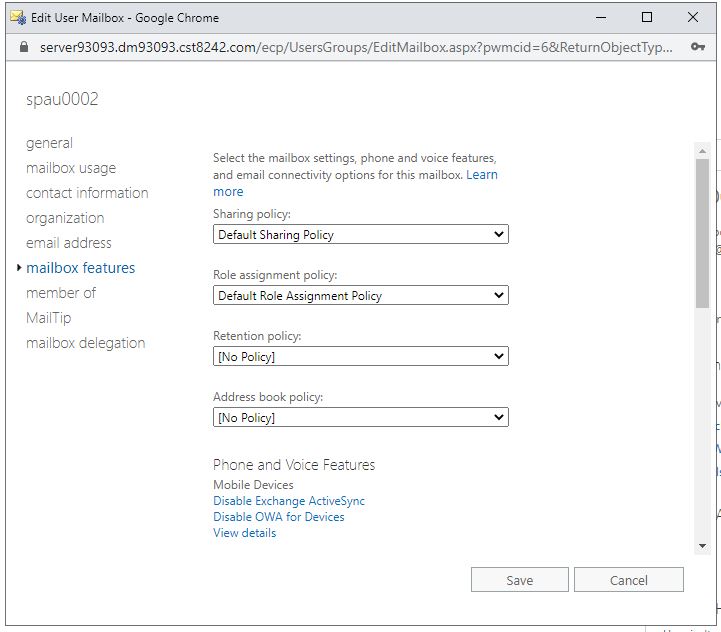 Edit User Mailbox - Google Chrome
server93093.dm93093.cst8242.com/ecp/UsersGroups/EditMailbox.aspx?pwmcid=6&ReturnObjectTyp...
spau0002
general
mailbox usage
contact information
organization
email address
mailbox features
member of
MailTip
mailbox delegation
Select the mailbox settings, phone and voice features,
and email connectivity options for this mailbox. Learn
more
Sharing policy:
Default Sharing Policy
Role assignment policy:
Default Role Assignment Policy
Retention policy:
[No Policy]
Address book policy:
[No Policy]
Phone and Voice Features
Mobile Devices
Disable Exchange ActiveSync
Disable OWA for Devices
View details
Save
Cancel